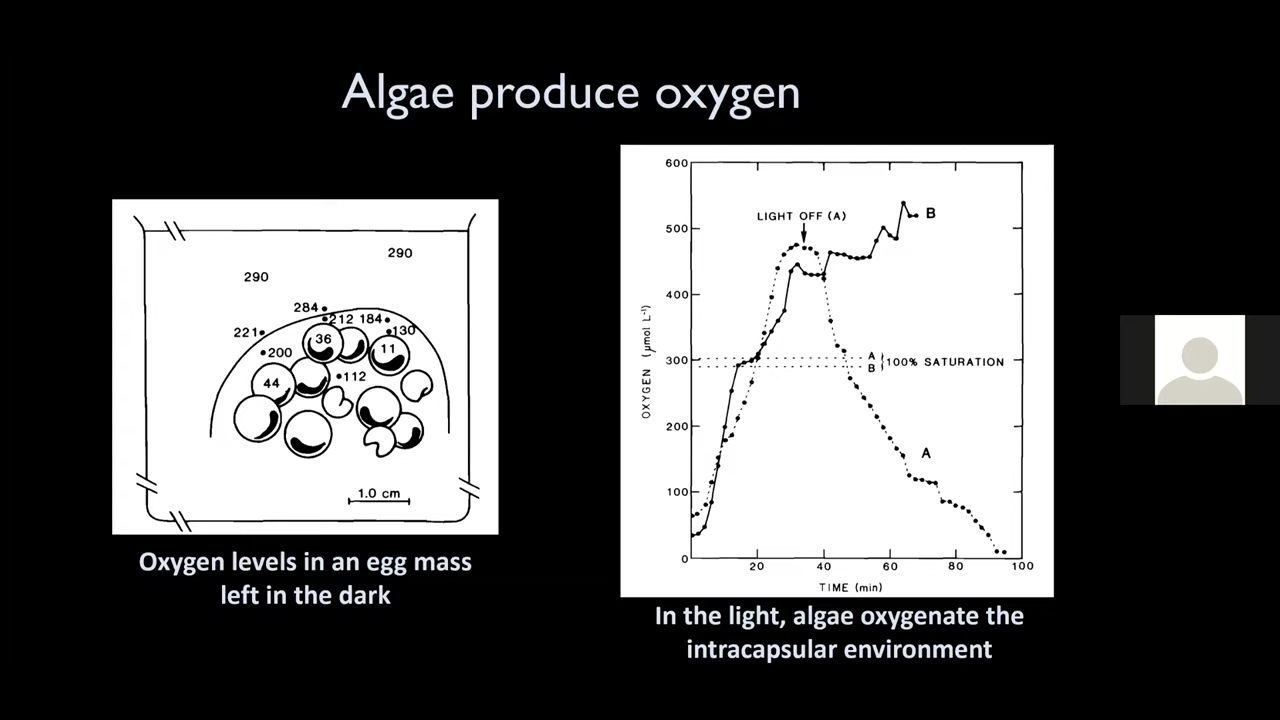 Algae produce oxygen
290
290
284
212 184
130
221
36
11
200
112
44
1.0 cm
Oxygen levels in an egg mass
left in the dark
600
500
400
300
200
100
0
OXYGEN (µmol L⁻¹)
LIGHT OFF (A)
B
A
B
100% SATURATION
A
20 40 60 80 100
TIME (min)
In the light, algae oxygenate the
intracapsular environment